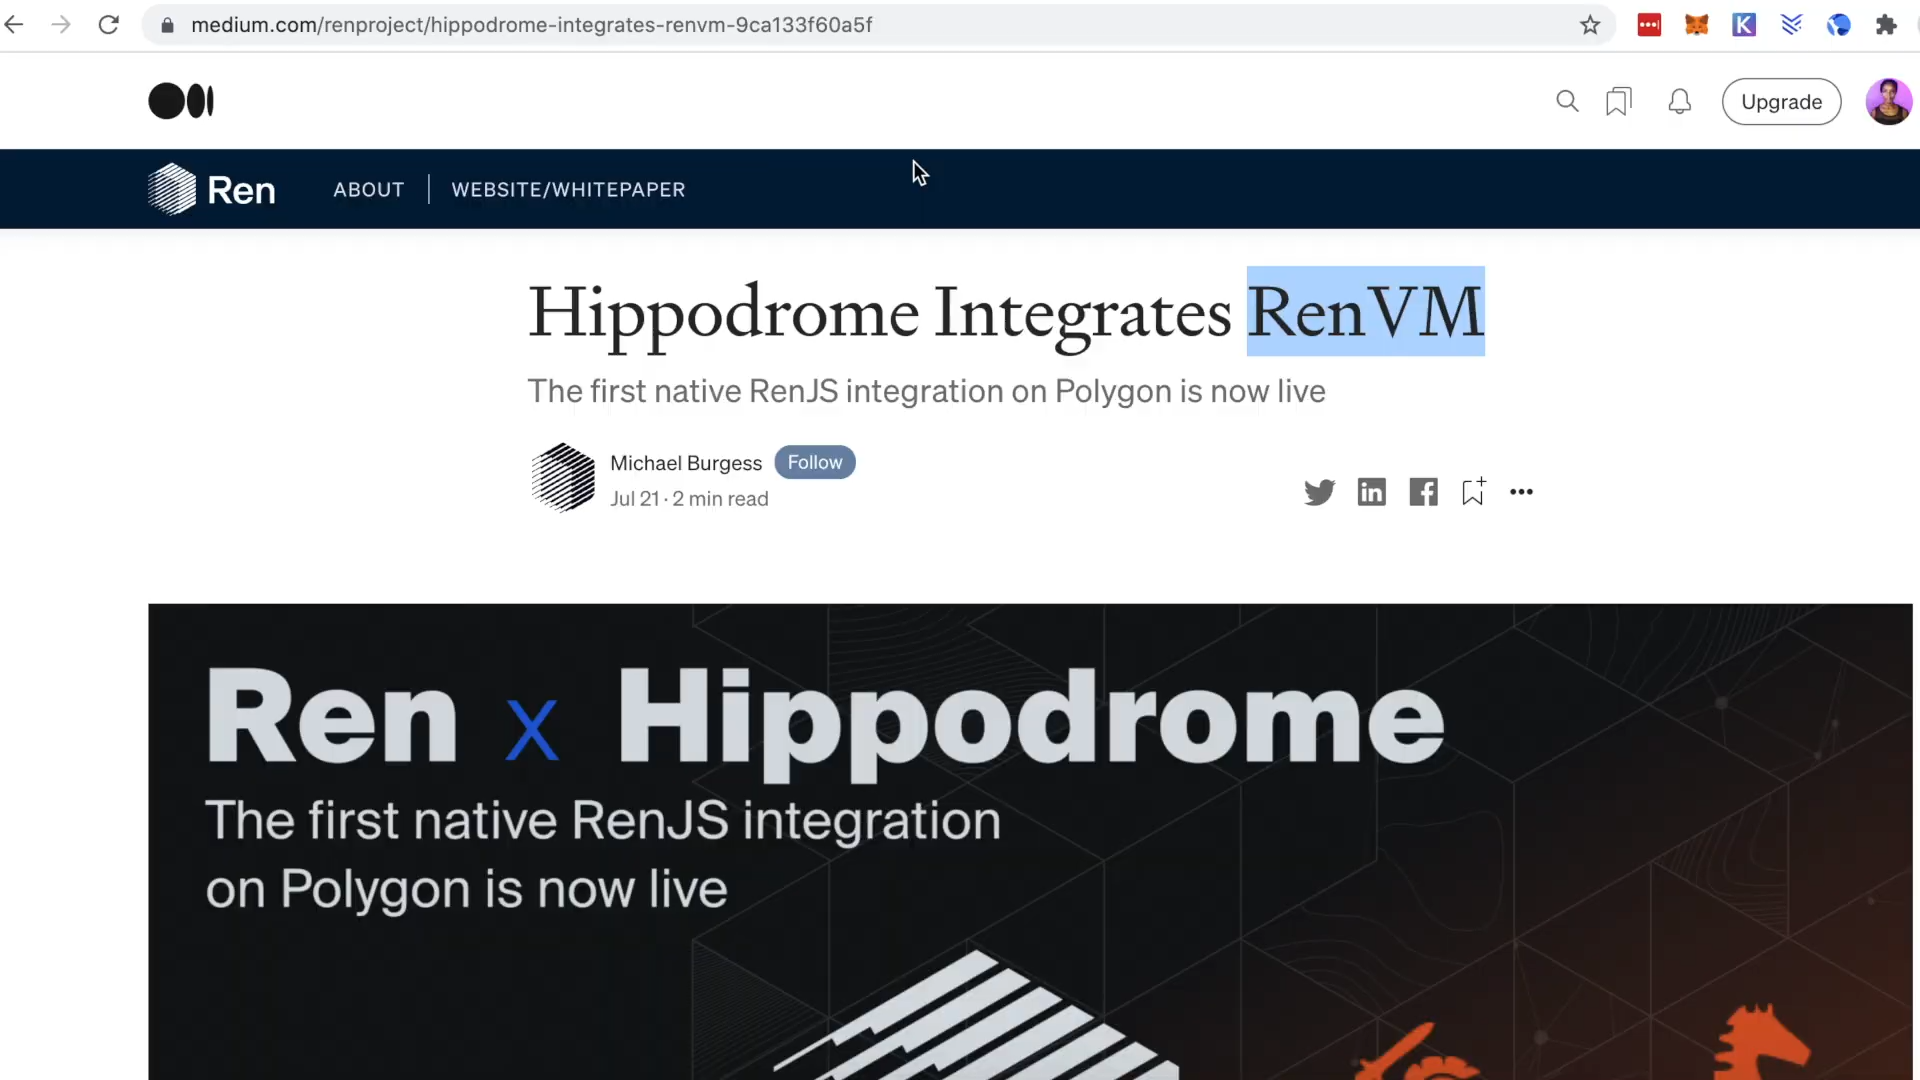 medium.com/renproject/hippodrome-integrates-renvm-9ca133f60a5f
K
Upgrade
Ren
ABOUT
WEBSITE/WHITEPAPER
Hippodrome Integrates RenVM
The first native RenJS integration on Polygon is now live
Michael Burgess Follow
Jul 21 · 2 min read
Ren x Hippodrome
The first native RenJS integration
on Polygon is now live